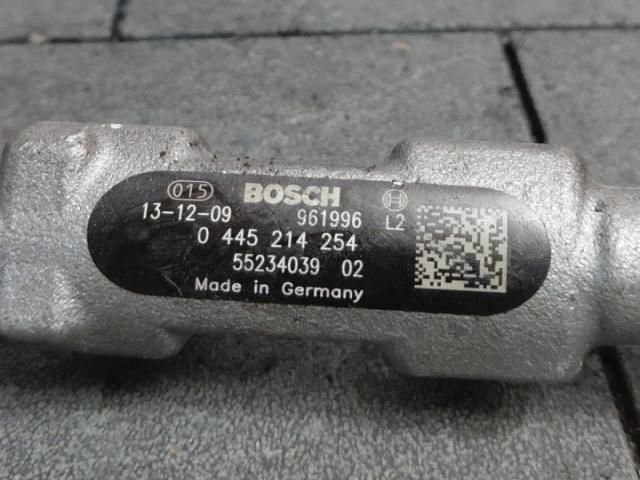 015 BOSCH
13-12-09 961996 L2
0 445 214 254
55234039 02
Made in Germany